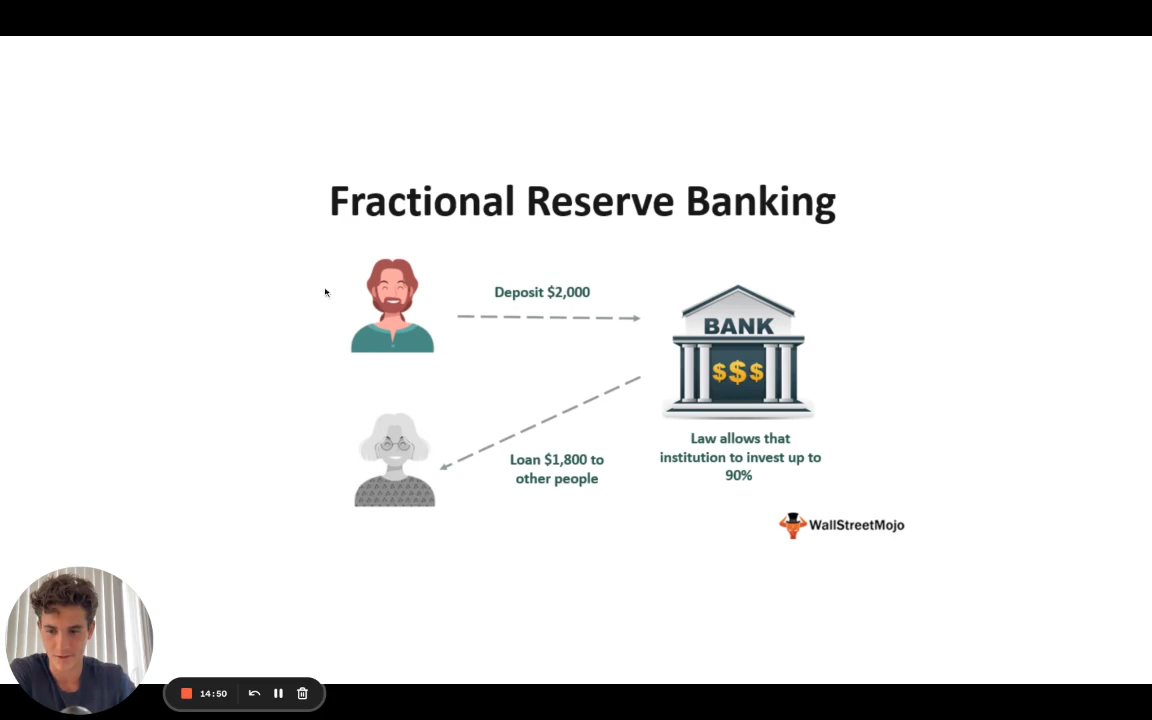 Fractional Reserve Banking
Deposit $2,000
BANK
$$$
Law allows that
institution to invest up to
90%
Loan $1,800 to
other people
WallStreetMojo
14:50